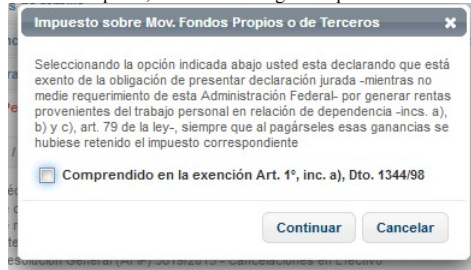 Impuesto sobre Mov. Fondos Propios o de Terceros
Seleccionando la opción indicada abajo usted esta declarando que está
exento de la obligación de presentar declaración jurada -mientras no
medie requerimiento de esta Administración Federal- por generar rentas
provenientes del trabajo personal en relación de dependencia -incs. a),
b) y c), art. 79 de la ley-, siempre que al pagárseles esas ganancias se
hubiese retenido el impuesto correspondiente
Comprendido en la exención Art. 1º, inc. a), Dto. 1344/98
Continuar Cancelar